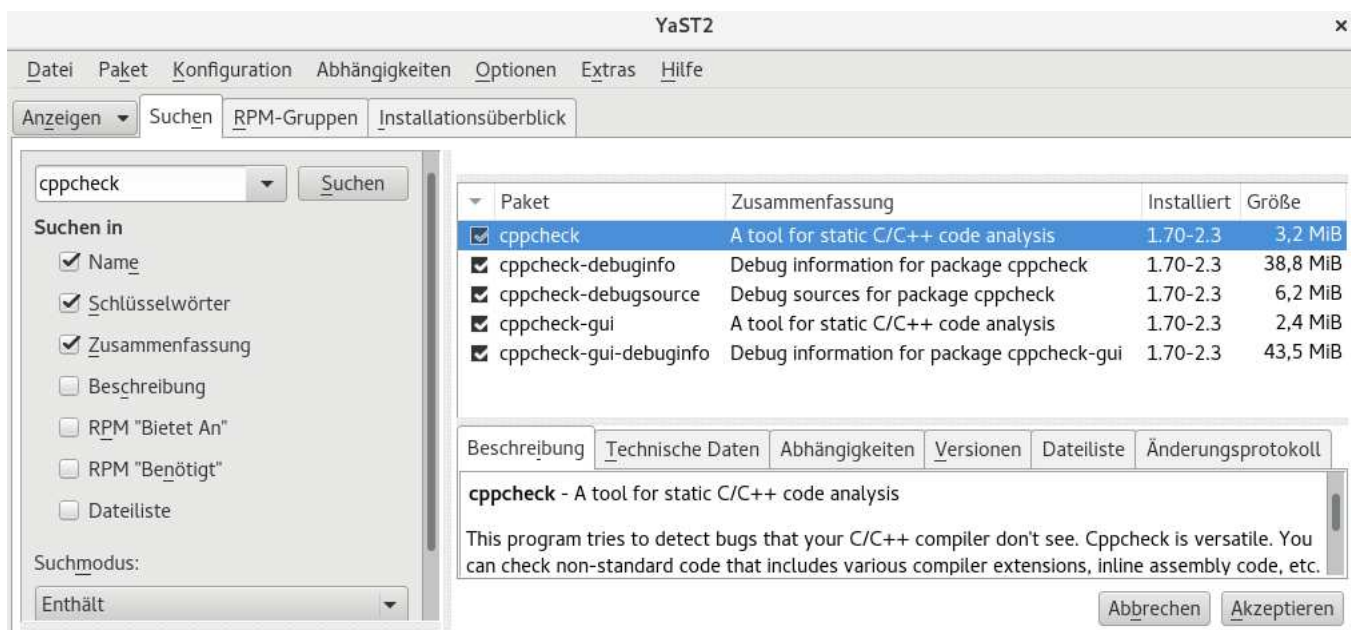 YaST2 ×
Datei Paket Konfiguration Abhängigkeiten Optionen Extras Hilfe
Anzeigen Suchen RPM-Gruppen Installationsüberblick
cppcheck Suchen
Suchen in
Name
Schlüsselwörter
Zusammenfassung
Beschreibung
RPM "Bietet An"
RPM "Benötigt"
Dateiliste
Suchmodus:
Enthält
Paket Zusammenfassung Installiert Größe
cppcheck A tool for static C/C++ code analysis 1.70-2.3 3,2 MiB
cppcheck-debuginfo Debug information for package cppcheck 1.70-2.3 38,8 MiB
cppcheck-debugsource Debug sources for package cppcheck 1.70-2.3 6,2 MiB
cppcheck-gui A tool for static C/C++ code analysis 1.70-2.3 2,4 MiB
cppcheck-gui-debuginfo Debug information for package cppcheck-gui 1.70-2.3 43,5 MiB
Beschreibung Technische Daten Abhängigkeiten Versionen Dateiliste Änderungsprotokoll
cppcheck - A tool for static C/C++ code analysis
This program tries to detect bugs that your C/C++ compiler don't see. Cppcheck is versatile. You
can check non-standard code that includes various compiler extensions, inline assembly code, etc.
Abbrechen Akzeptieren